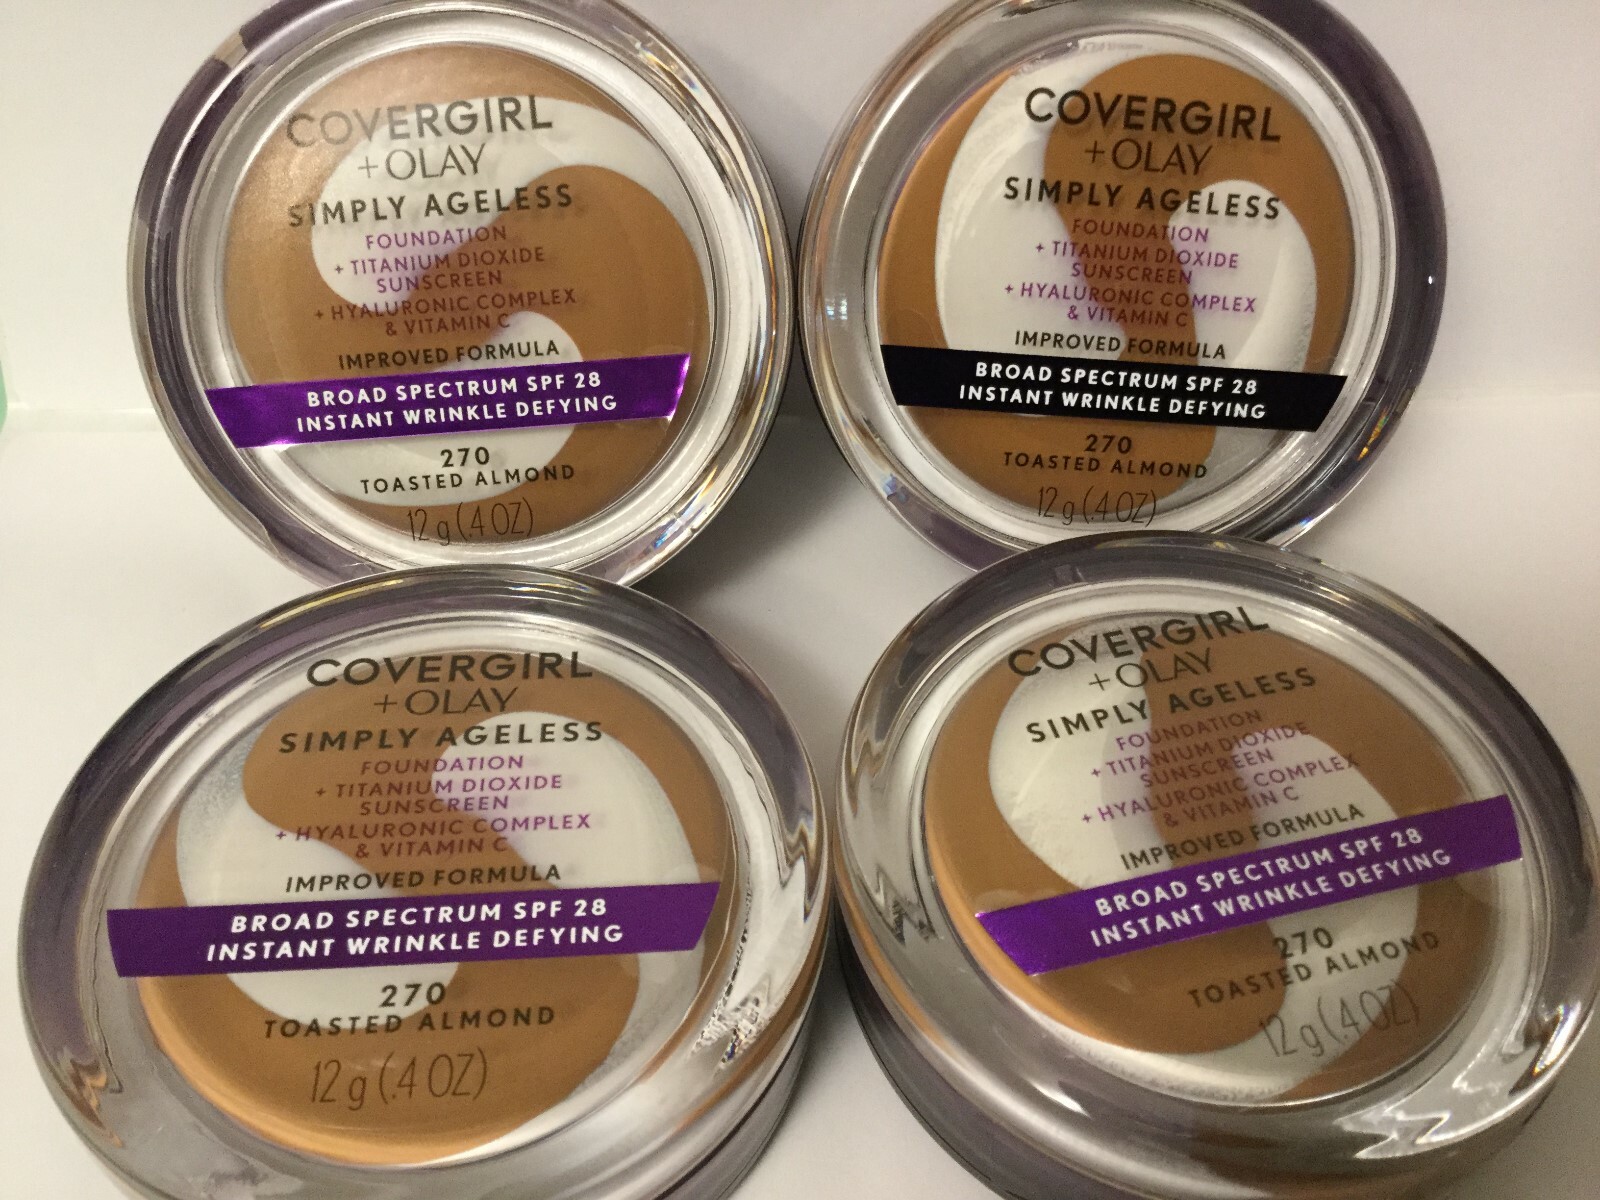 COVERGIRL
+OLAY
SIMPLY AGELESS
FOUNDATION
+ TITANIUM DIOXIDE
SUNSCREEN
+ HYALURONIC COMPLEX
& VITAMIN C
IMPROVED FORMULA
BROAD SPECTRUM SPF 28
INSTANT WRINKLE DEFYING
270
TOASTED ALMOND
12 g (.4 OZ)
COVERGIRL
+OLAY
SIMPLY AGELESS
FOUNDATION
+ TITANIUM DIOXIDE
SUNSCREEN
+ HYALURONIC COMPLEX
& VITAMIN C
IMPROVED FORMULA
BROAD SPECTRUM SPF 28
INSTANT WRINKLE DEFYING
270
TOASTED ALMOND
12 g (.4 OZ)
COVERGIRL
+OLAY
SIMPLY AGELESS
FOUNDATION
+ TITANIUM DIOXIDE
SUNSCREEN
+ HYALURONIC COMPLEX
& VITAMIN C
IMPROVED FORMULA
BROAD SPECTRUM SPF 28
INSTANT WRINKLE DEFYING
270
TOASTED ALMOND
12 g (.4 OZ)
COVERGIRL
+OLAY
SIMPLY AGELESS
FOUNDATION
+ TITANIUM DIOXIDE
SUNSCREEN
+ HYALURONIC COMPLEX
& VITAMIN C
IMPROVED FORMULA
BROAD SPECTRUM SPF 28
INSTANT WRINKLE DEFYING
270
TOASTED ALMOND
12 g (.4 OZ)